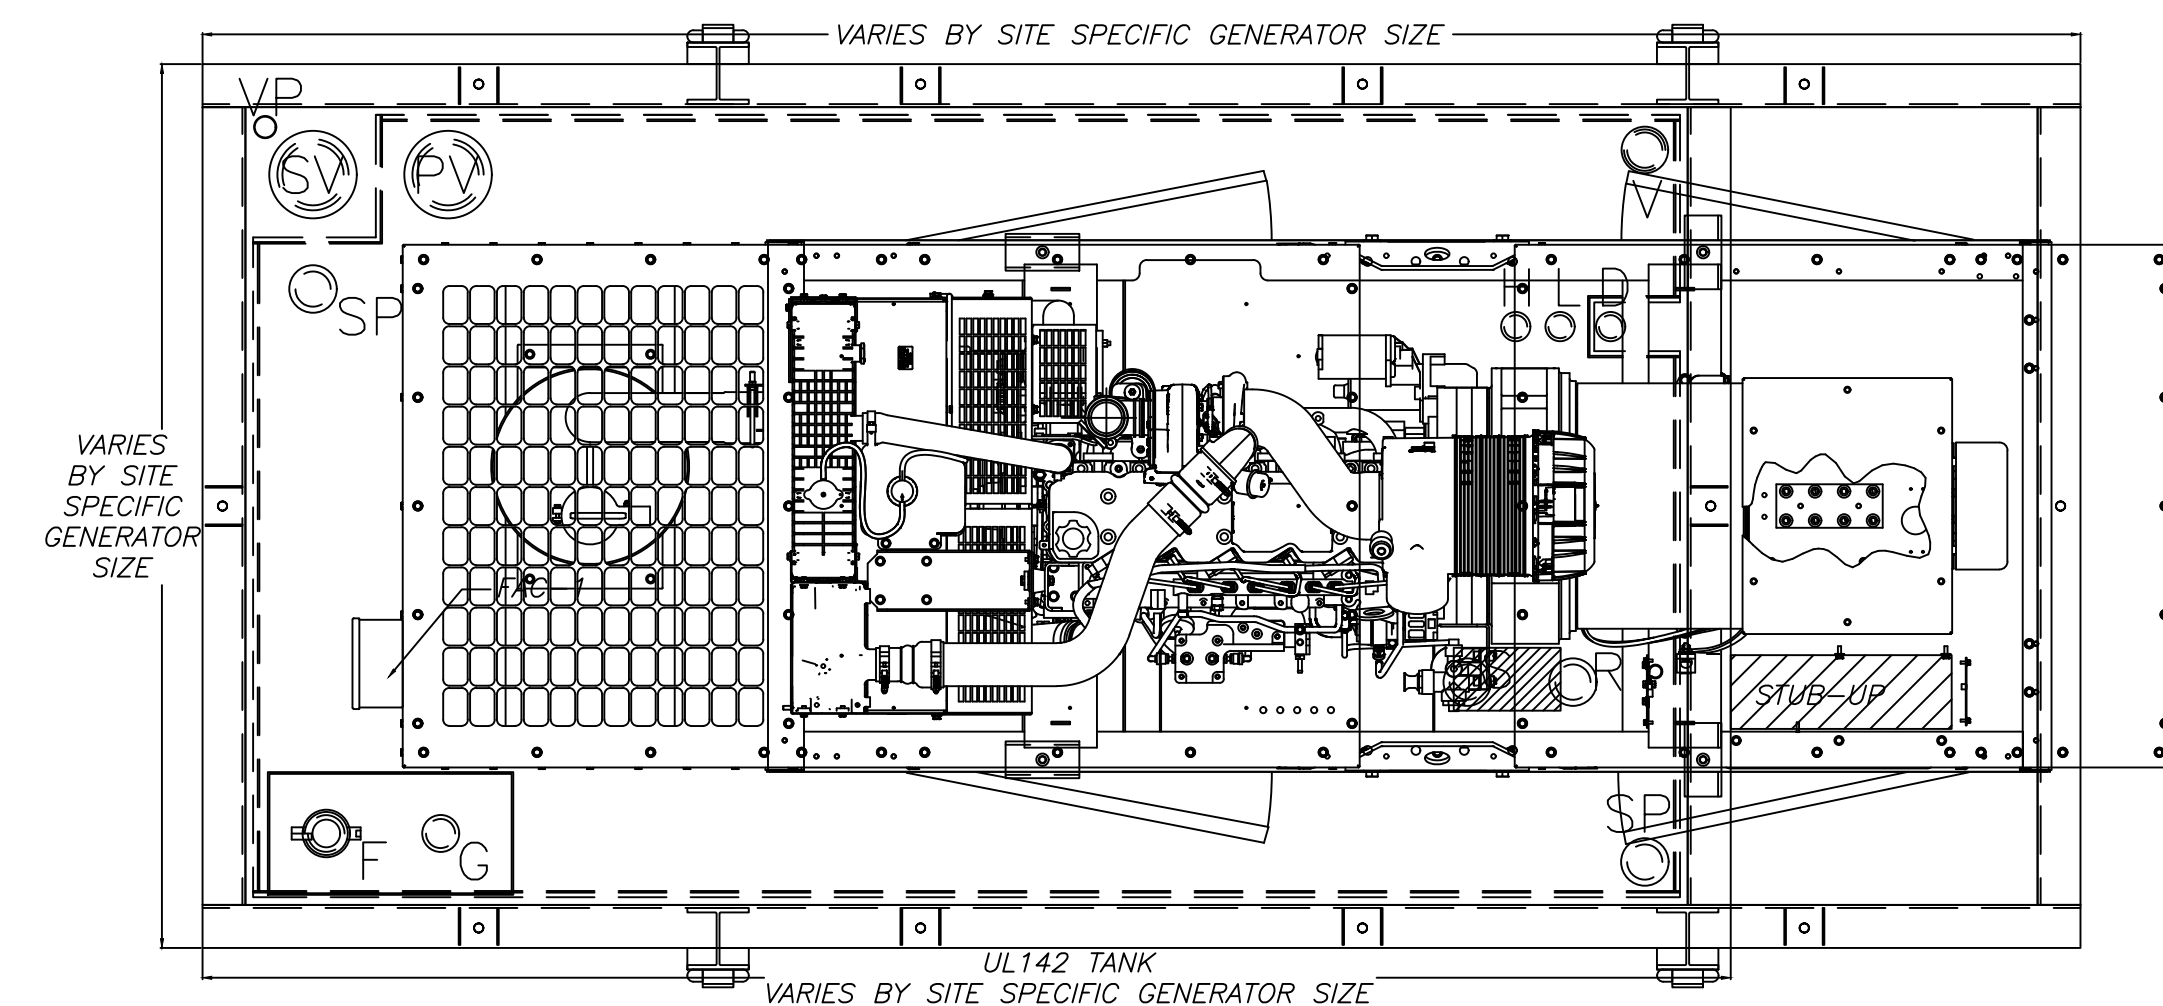 VARIES BY SITE SPECIFIC GENERATOR SIZE
VP
SV
PV
V
SP
H
L
D
VARIES
BY SITE
SPECIFIC
GENERATOR
SIZE
FAC-1
S
R
STUB-UP
SP
F
G
UL142 TANK
VARIES BY SITE SPECIFIC GENERATOR SIZE